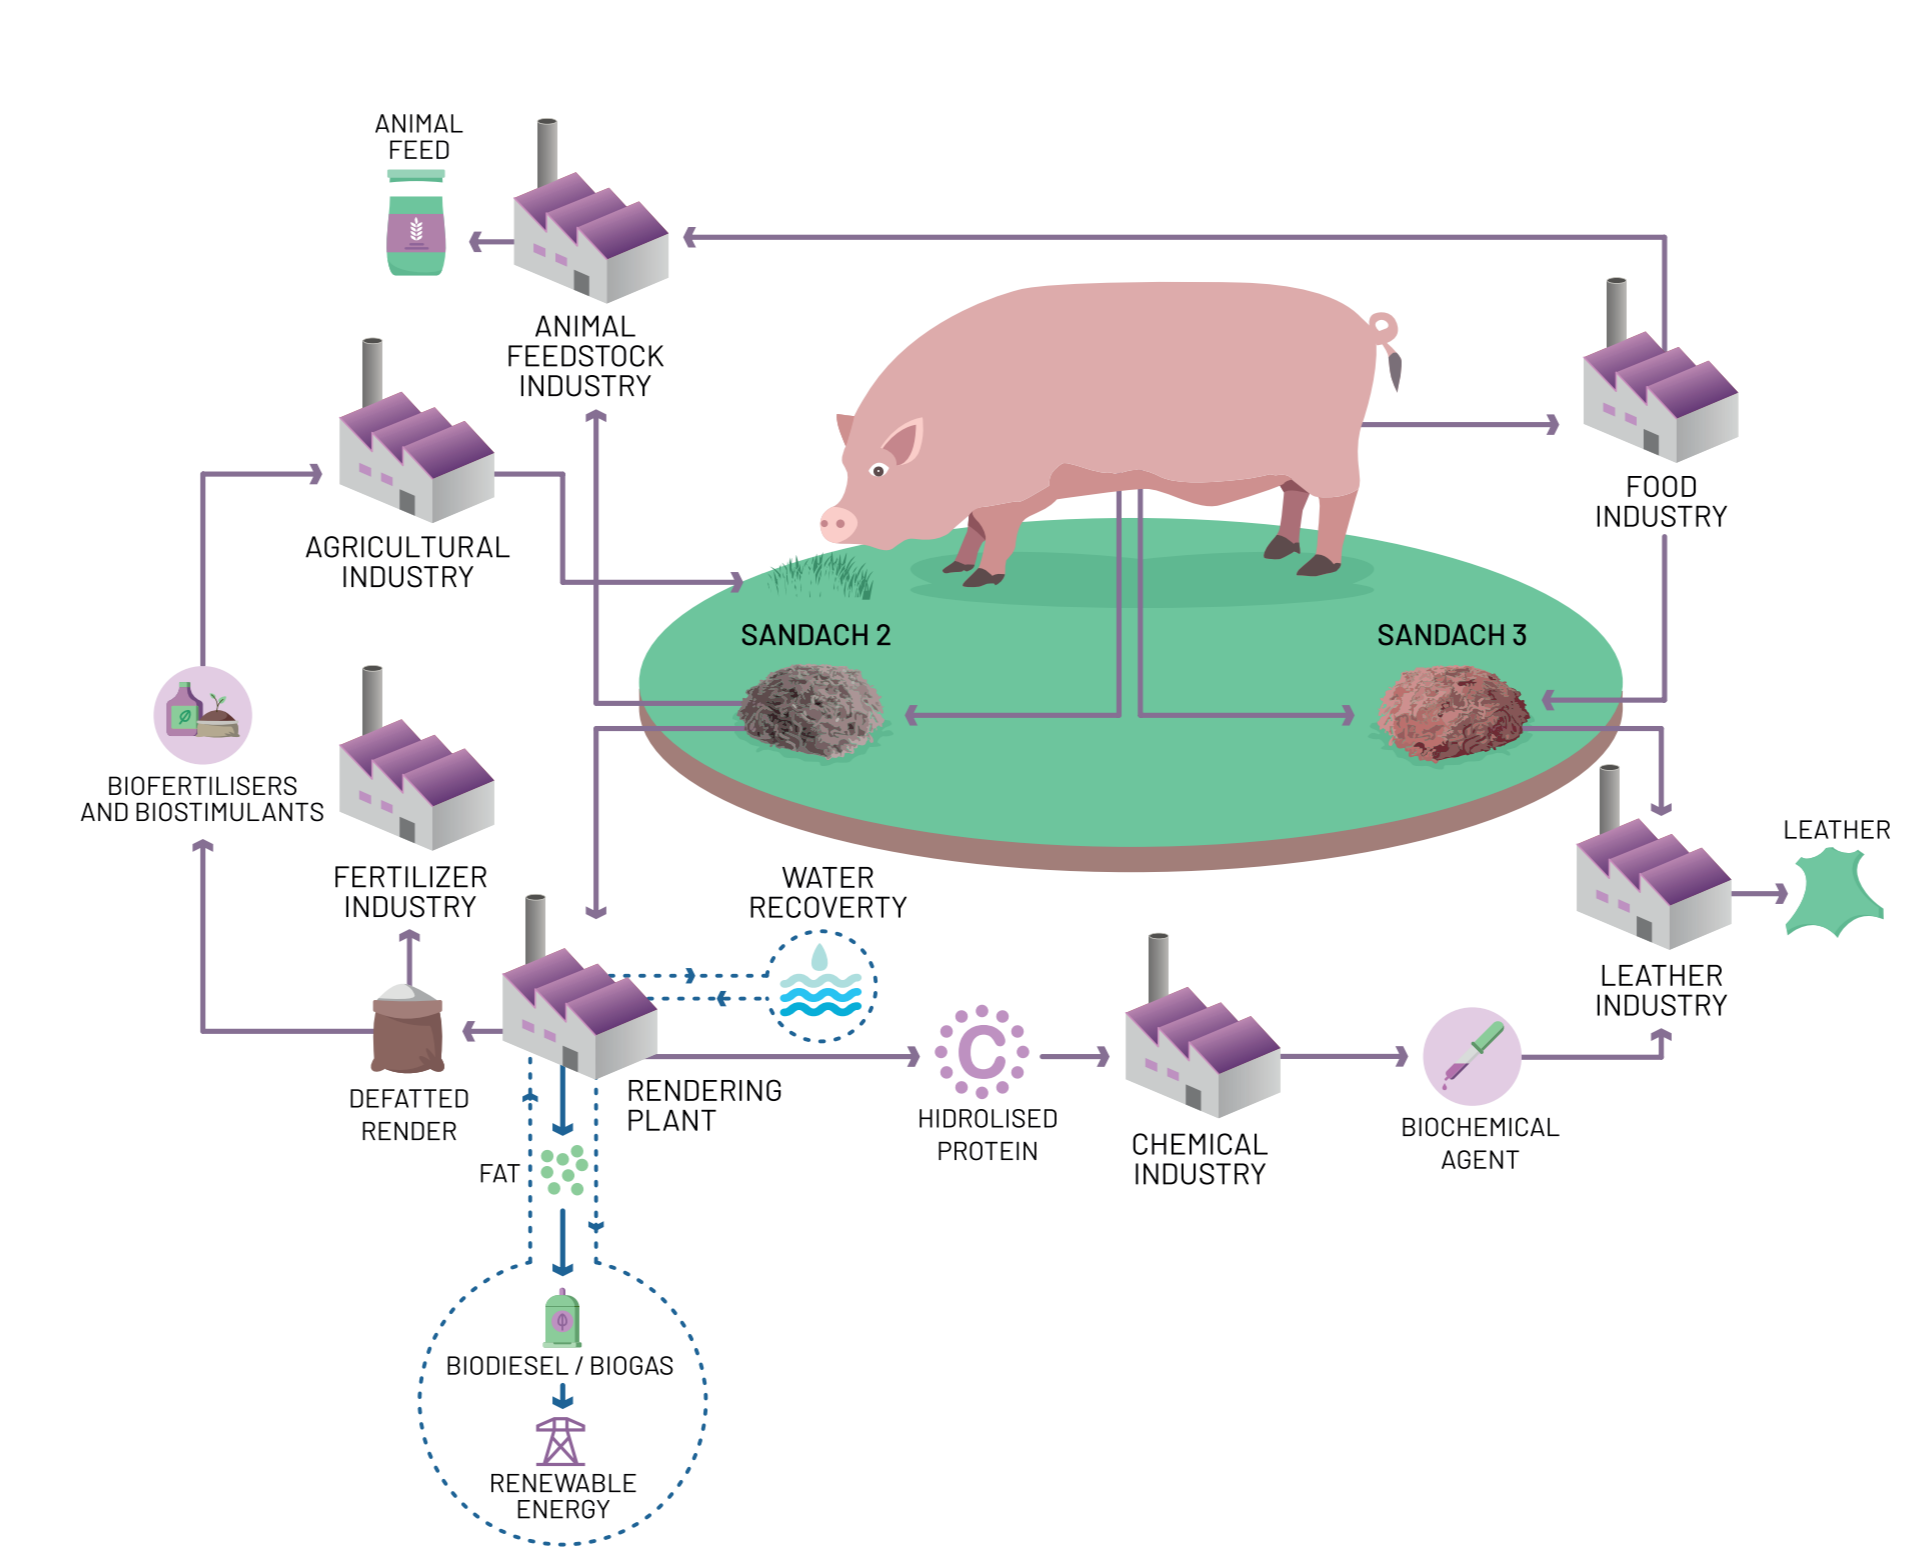 ANIMAL
FEED
ANIMAL
FEEDSTOCK
INDUSTRY
FOOD
INDUSTRY
AGRICULTURAL
INDUSTRY
SANDACH 2
SANDACH 3
BIOFERTILISERS
AND BIOSTIMULANTS
FERTILIZER
INDUSTRY
WATER
RECOVERTY
LEATHER
LEATHER
INDUSTRY
DEFATTED
RENDER
RENDERING
PLANT
C
HIDROLISED
PROTEIN
CHEMICAL
INDUSTRY
BIOCHEMICAL
AGENT
FAT
BIODIESEL / BIOGAS
RENEWABLE
ENERGY